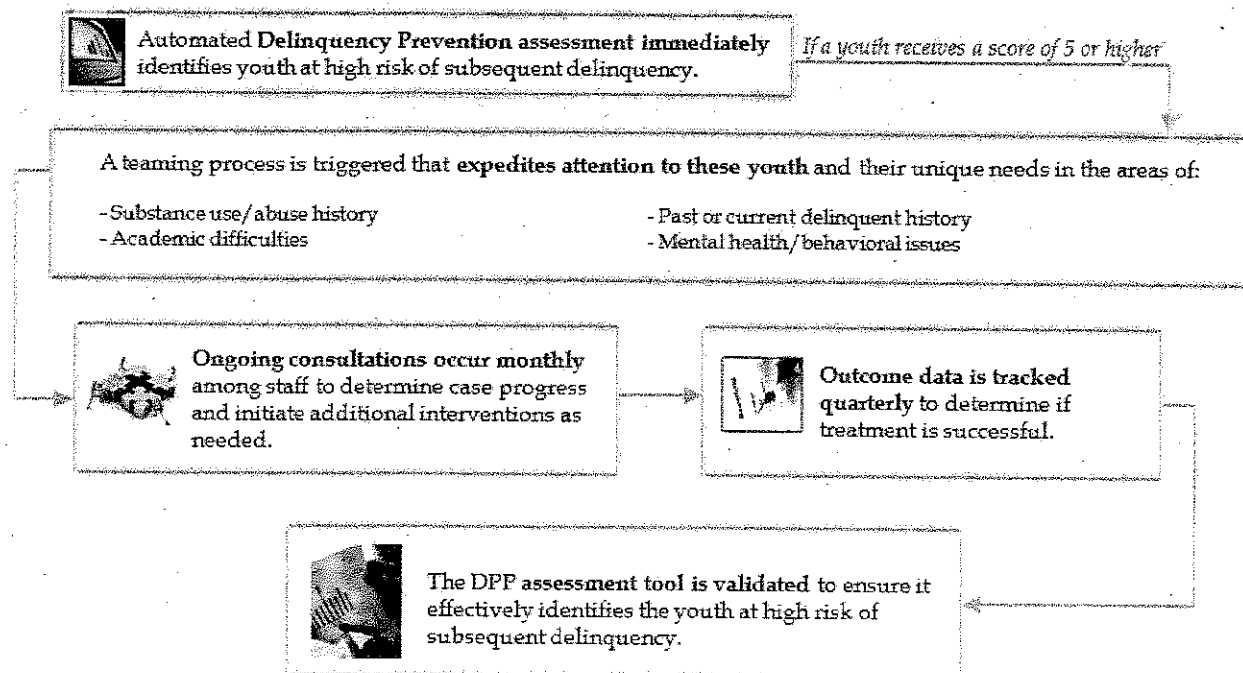 Automated Delinquency Prevention assessment immediately
identifies youth at high risk of subsequent delinquency.
If a youth receives a score of 5 or higher
A teaming process is triggered that expedites attention to these youth and their unique needs in the areas of:
- Substance use/abuse history
- Academic difficulties
- Past or current delinquent history
- Mental health/behavioral issues
Ongoing consultations occur monthly
among staff to determine case progress
and initiate additional interventions as
needed.
Outcome data is tracked
quarterly to determine if
treatment is successful.
The DPP assessment tool is validated to ensure it
effectively identifies the youth at high risk of
subsequent delinquency.